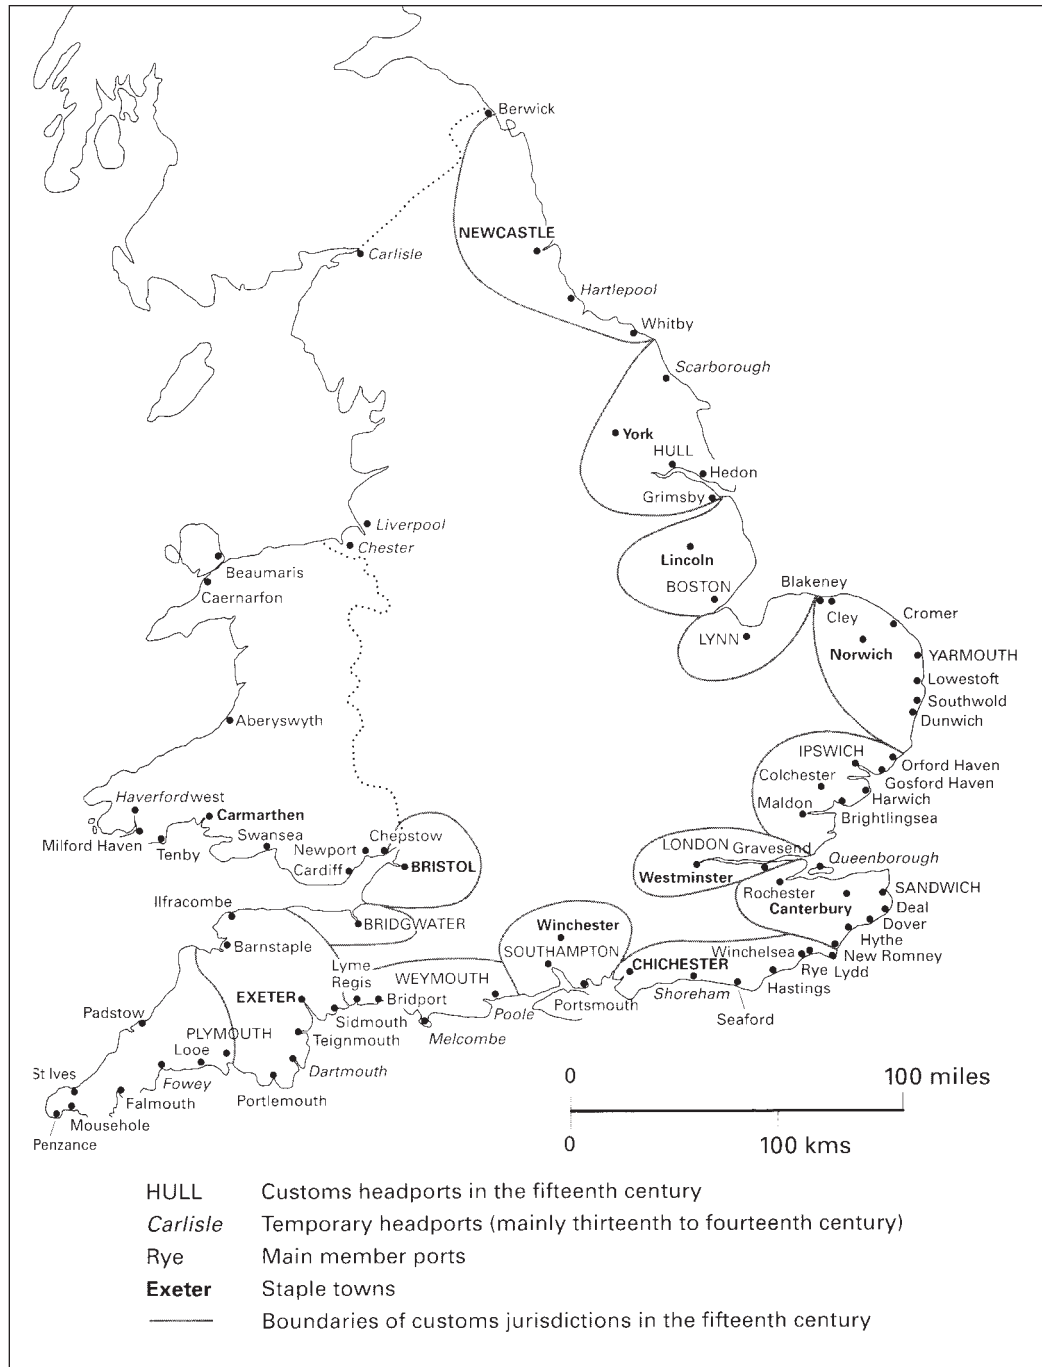 Berwick
NEWCASTLE
Carlisle
Hartlepool
Whitby
Scarborough
York
HULL
Hedon
Grimsby
Liverpool
Chester
Lincoln
Beaumaris
BOSTON
Blakeney
Caernarfon
Cley
Cromer
LYNN
Norwich
YARMOUTH
Lowestoft
Southwold
Aberyswyth
Dunwich
IPSWICH
Orford Haven
Colchester
Gosford Haven
Haverfordwest
Harwich
Carmarthen
Maldon
Brightlingsea
Swansea
Chepstow
Milford Haven
Tenby
Newport
LONDON
Gravesend
Cardiff
BRISTOL
Westminster
Queenborough
Rochester
SANDWICH
Ilfracombe
Canterbury
Deal
BRIDGWATER
Winchester
Dover
Barnstaple
Hythe
SOUTHAMPTON
Winchelsea
New Romney
Lyme
Regis
WEYMOUTH
CHICHESTER
Rye
Lydd
EXETER
Bridport
Portsmouth
Shoreham
Hastings
Padstow
Sidmouth
Poole
Seaford
PLYMOUTH
Teignmouth
Melcombe
Looe
St Ives
Fowey
Dartmouth
Falmouth
Portlemouth
Mousehole
Penzance
0
100 miles
0
100 kms
HULL Customs headports in the fifteenth century
Carlisle Temporary headports (mainly thirteenth to fourteenth century)
Rye Main member ports
Exeter Staple towns
Boundaries of customs jurisdictions in the fifteenth century